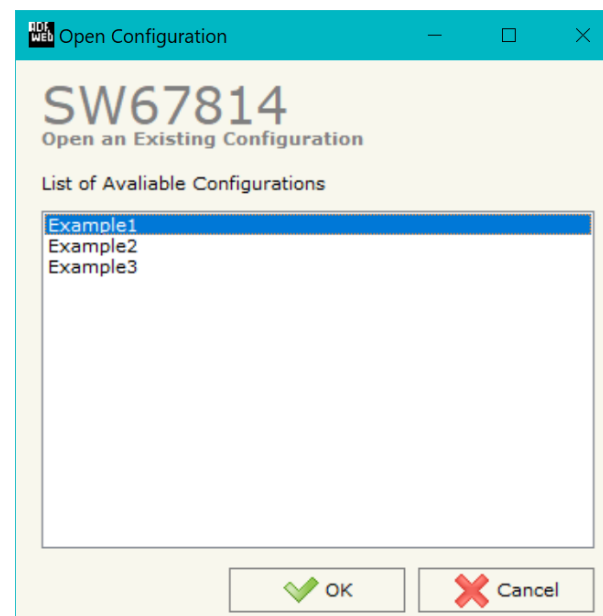 ADF
WEB Open Configuration
SW67814
Open an Existing Configuration
List of Avaliable Configurations
Example1
Example2
Example3
OK Cancel